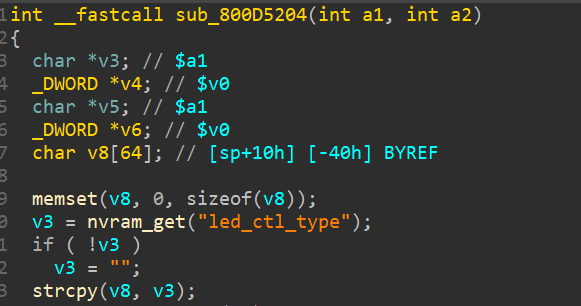 1int __fastcall sub_800D5204(int a1, int a2)
2{
3 char *v3; // $a1
4 _DWORD *v4; // $v0
5 char *v5; // $a1
6 _DWORD *v6; // $v0
7 char v8[64]; // [sp+10h] [-40h] BYREF
8
9 memset(v8, 0, sizeof(v8));
0 v3 = nvram_get("led_ctl_type");
1 if ( !v3 )
2 v3 = "";
3 strcpy(v8, v3);